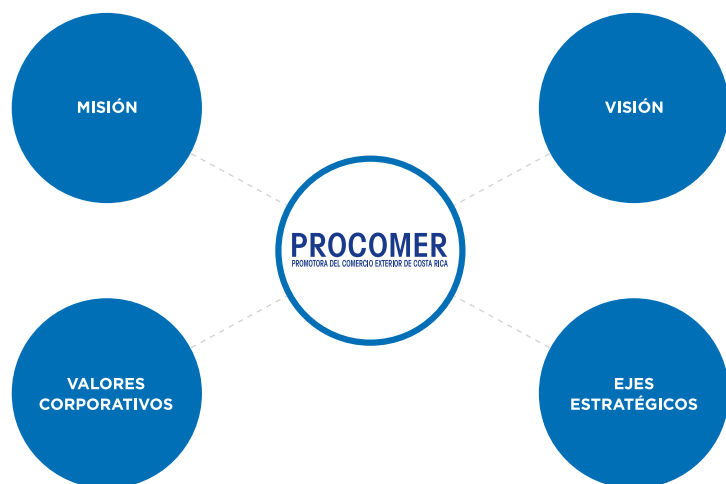 MISIÓN
VISIÓN
PROCOMER
PROMOTORA DEL COMERCIO EXTERIOR DE COSTA RICA
VALORES
CORPORATIVOS
EJES
ESTRATÉGICOS